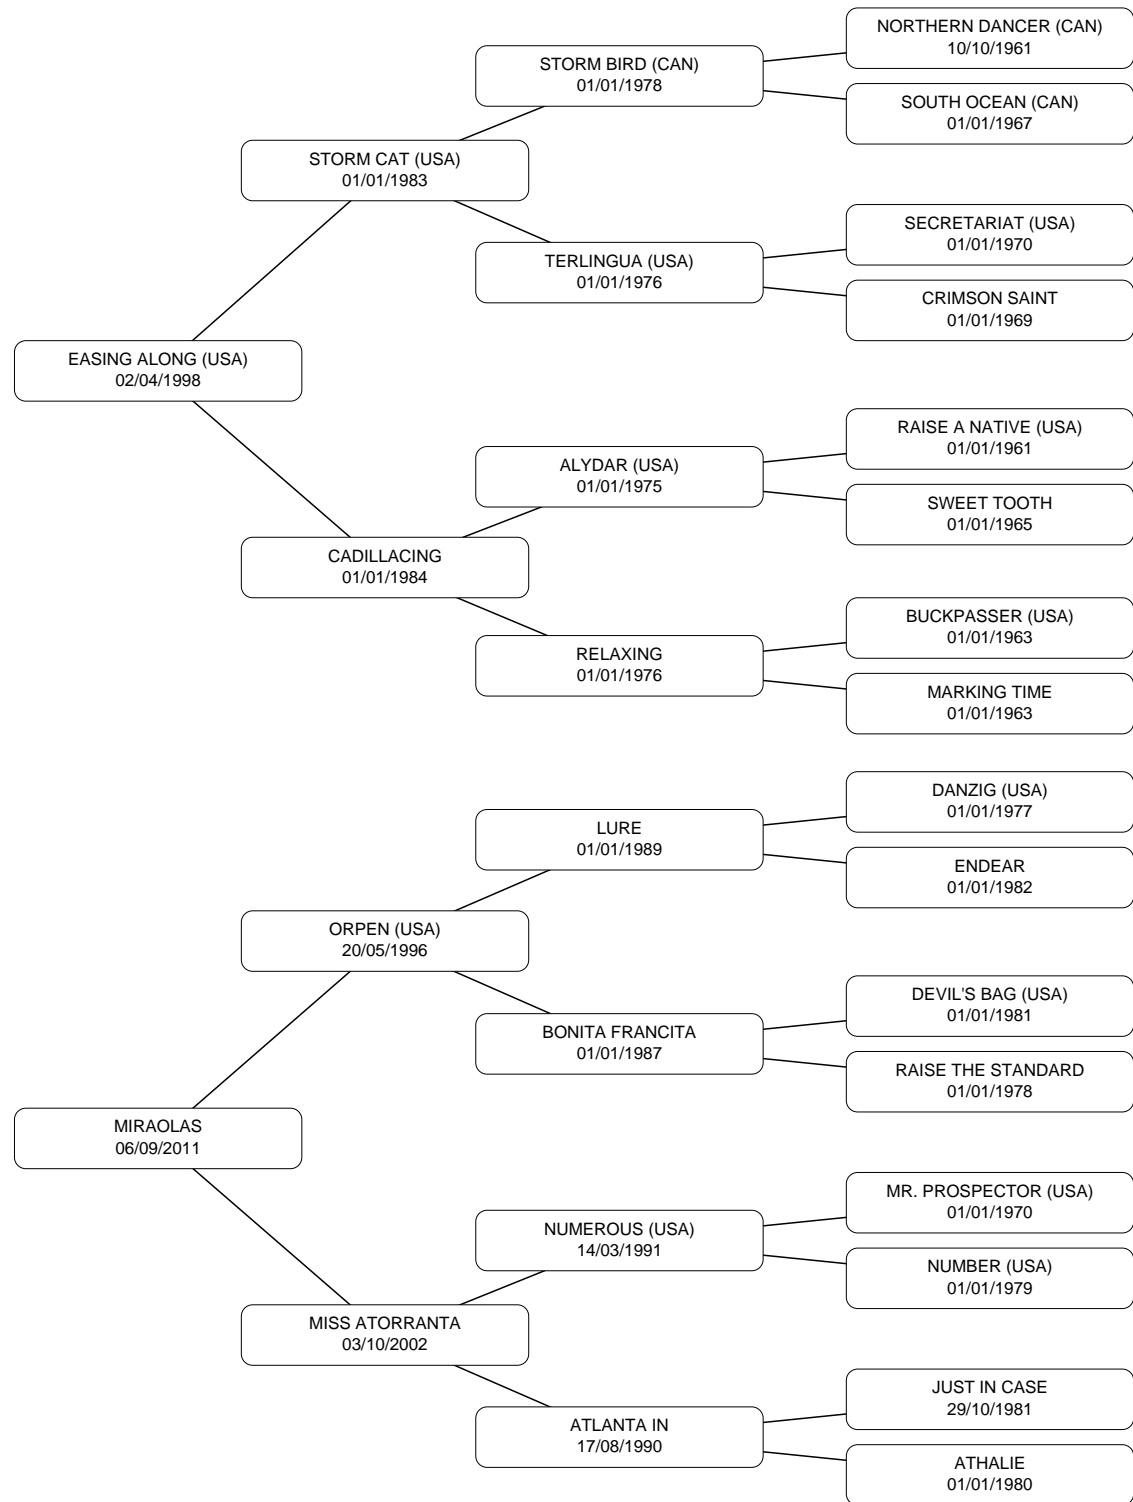 NORTHERN DANCER (CAN)
10/10/1961
STORM BIRD (CAN)
01/01/1978
SOUTH OCEAN (CAN)
01/01/1967
STORM CAT (USA)
01/01/1983
SECRETARIAT (USA)
01/01/1970
TERLINGUA (USA)
01/01/1976
CRIMSON SAINT
01/01/1969
EASING ALONG (USA)
02/04/1998
RAISE A NATIVE (USA)
01/01/1961
ALYDAR (USA)
01/01/1975
SWEET TOOTH
01/01/1965
CADILLACING
01/01/1984
BUCKPASSER (USA)
01/01/1963
RELAXING
01/01/1976
MARKING TIME
01/01/1963
DANZIG (USA)
01/01/1977
LURE
01/01/1989
ENDEAR
01/01/1982
ORPEN (USA)
20/05/1996
DEVIL'S BAG (USA)
01/01/1981
BONITA FRANCITA
01/01/1987
RAISE THE STANDARD
01/01/1978
MIRAOLAS
06/09/2011
MR. PROSPECTOR (USA)
01/01/1970
NUMEROUS (USA)
14/03/1991
NUMBER (USA)
01/01/1979
MISS ATORRANTA
03/10/2002
JUST IN CASE
29/10/1981
ATLANTA IN
17/08/1990
ATHALIE
01/01/1980